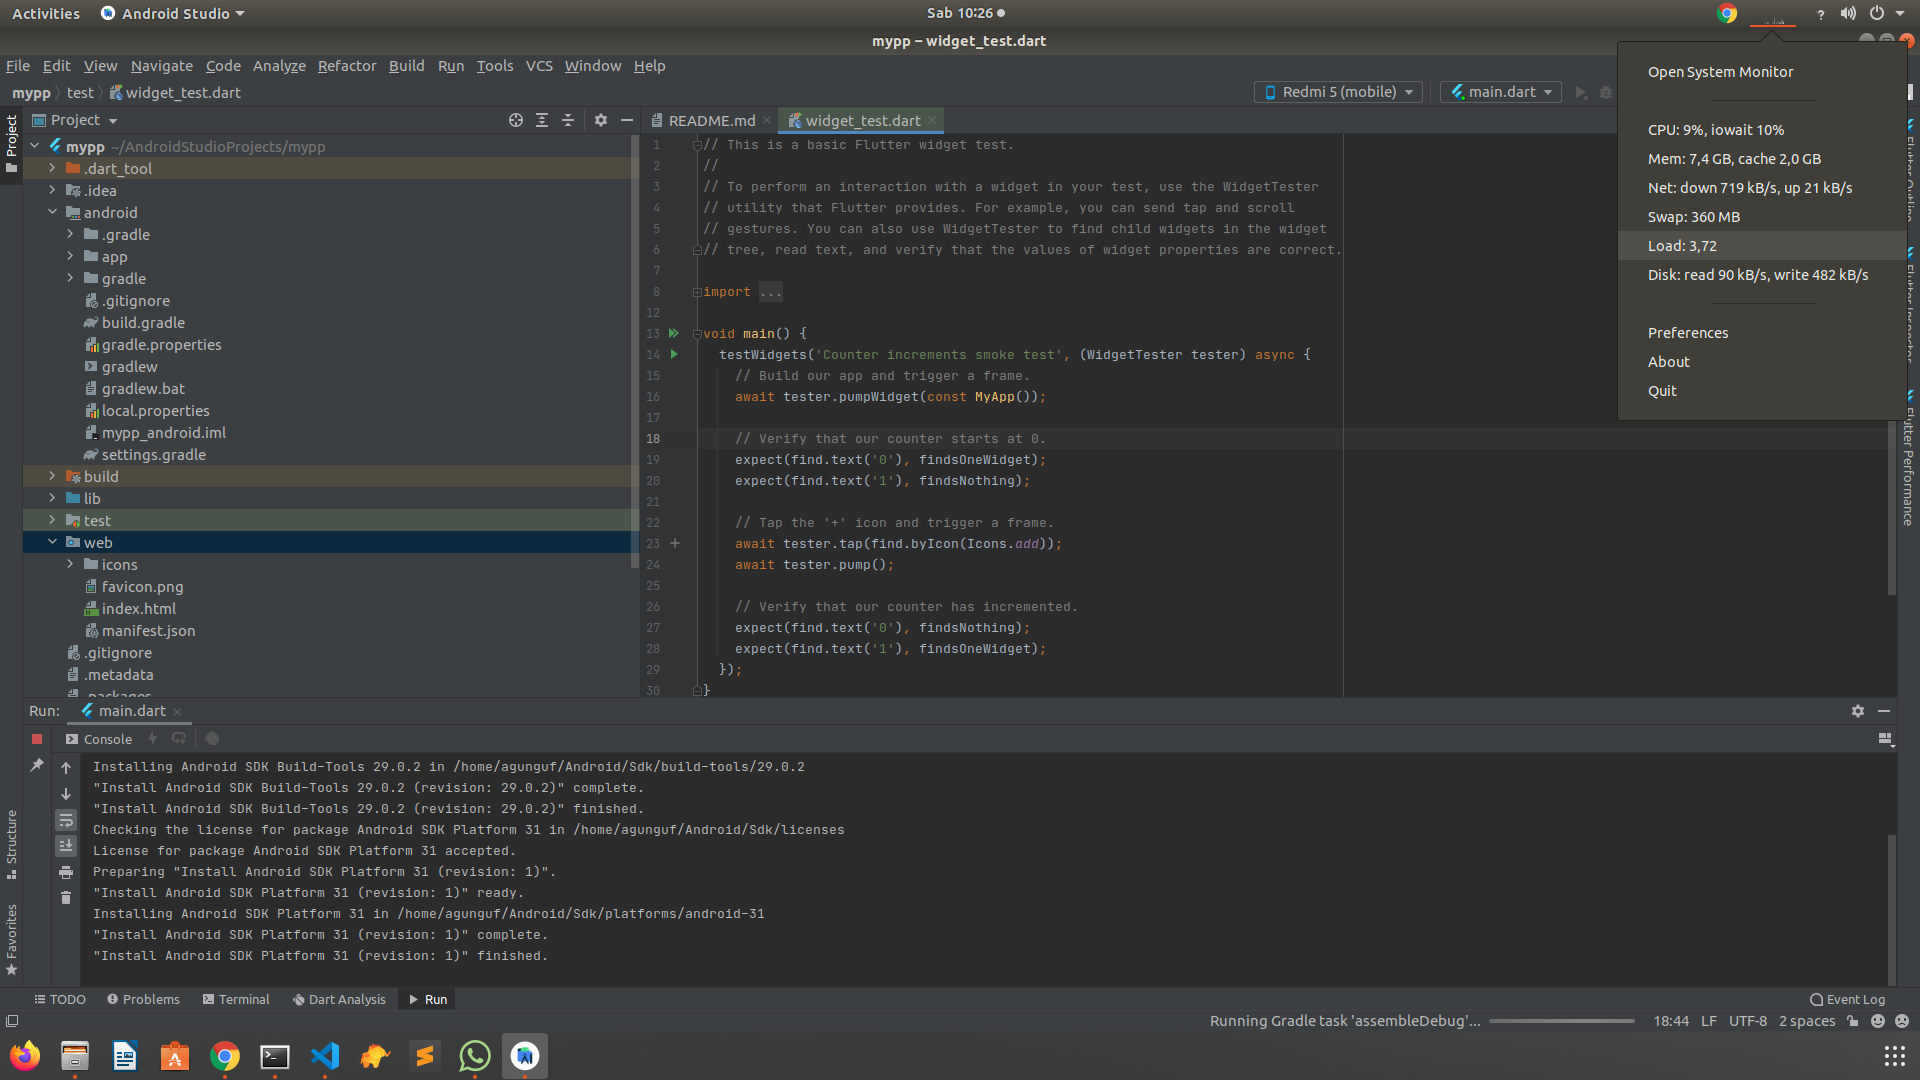 Activities
Android Studio
Sab 10:26
?
mypp – widget_test.dart
File Edit View Navigate Code Analyze Refactor Build Run Tools VCS Window Help
mypp test widget_test.dart
Redmi 5 (mobile)
main.dart
Open System Monitor
CPU: 9%, iowait 10%
Mem: 7,4 GB, cache 2,0 GB
Net: down 719 kB/s, up 21 kB/s
Swap: 360 MB
Load: 3,72
Disk: read 90 kB/s, write 482 kB/s
Preferences
About
Quit
Project
Project
README.md
widget_test.dart
mypp ~/AndroidStudioProjects/mypp
.dart_tool
.idea
android
.gradle
app
gradle
.gitignore
build.gradle
gradle.properties
gradlew
gradlew.bat
local.properties
mypp_android.iml
settings.gradle
build
lib
test
web
icons
favicon.png
index.html
manifest.json
.gitignore
.metadata
.packages
1 // This is a basic Flutter widget test.
2 //
3 // To perform an interaction with a widget in your test, use the WidgetTester
4 // utility that Flutter provides. For example, you can send tap and scroll
5 // gestures. You can also use WidgetTester to find child widgets in the widget
6 // tree, read text, and verify that the values of widget properties are correct.
7
8 import ...
12
13 void main() {
14 testWidgets('Counter increments smoke test', (WidgetTester tester) async {
15 // Build our app and trigger a frame.
16 await tester.pumpWidget(const MyApp());
17
18 // Verify that our counter starts at 0.
19 expect(find.text('0'), findsOneWidget);
20 expect(find.text('1'), findsNothing);
21
22 // Tap the '+' icon and trigger a frame.
23 await tester.tap(find.byIcon(Icons.add));
24 await tester.pump();
25
26 // Verify that our counter has incremented.
27 expect(find.text('0'), findsNothing);
28 expect(find.text('1'), findsOneWidget);
29 });
30 }
Flutter Performance
Run: main.dart
Console
Installing Android SDK Build-Tools 29.0.2 in /home/agunguf/Android/Sdk/build-tools/29.0.2
"Install Android SDK Build-Tools 29.0.2 (revision: 29.0.2)" complete.
"Install Android SDK Build-Tools 29.0.2 (revision: 29.0.2)" finished.
Checking the license for package Android SDK Platform 31 in /home/agunguf/Android/Sdk/licenses
License for package Android SDK Platform 31 accepted.
Preparing "Install Android SDK Platform 31 (revision: 1)".
"Install Android SDK Platform 31 (revision: 1)" ready.
Installing Android SDK Platform 31 in /home/agunguf/Android/Sdk/platforms/android-31
"Install Android SDK Platform 31 (revision: 1)" complete.
"Install Android SDK Platform 31 (revision: 1)" finished.
Structure
Favorites
TODO Problems Terminal Dart Analysis Run Event Log
Running Gradle task 'assembleDebug'... 18:44 LF UTF-8 2 spaces